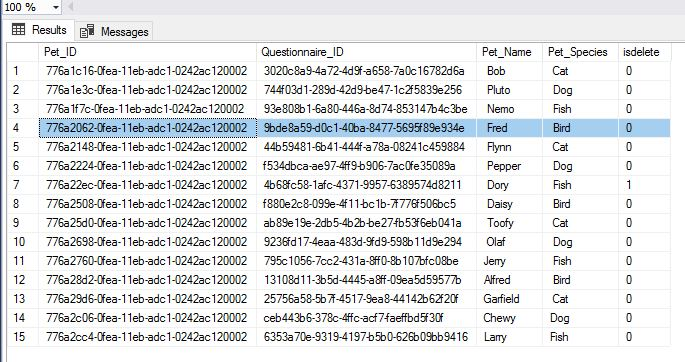 100 %
Results Messages
Pet_ID Questionnaire_ID Pet_Name Pet_Species isdelete
1 776a1c16-0fea-11eb-adc1-0242ac120002 3020c8a9-4a72-4d9f-a658-7a0c16782d6a Bob Cat 0
2 776a1e3c-0fea-11eb-adc1-0242ac120002 744f03d1-289d-42d9-be47-1c2f5839e256 Pluto Dog 0
3 776a1f7c-0fea-11eb-adc1-0242ac120002 93e808b1-6a80-446a-8d74-853147b4c3be Nemo Fish 0
4 776a2062-0fea-11eb-adc1-0242ac120002 9bde8a59-d0c1-40ba-8477-5695f89e934e Fred Bird 0
5 776a2148-0fea-11eb-adc1-0242ac120002 44b59481-6b41-444f-a78a-08241c459884 Flynn Cat 0
6 776a2224-0fea-11eb-adc1-0242ac120002 f534dbca-ae97-4ff9-b906-7ac0fe35089a Pepper Dog 0
7 776a22ec-0fea-11eb-adc1-0242ac120002 4b68fc58-1afc-4371-9957-6389574d8211 Dory Fish 1
8 776a2508-0fea-11eb-adc1-0242ac120002 f880e2c8-099e-4f11-bc1b-7f776f506bc5 Daisy Bird 0
9 776a25d0-0fea-11eb-adc1-0242ac120002 ab89e19e-2db5-4b2b-be27-fb53f6eb041a Toofy Cat 0
10 776a2698-0fea-11eb-adc1-0242ac120002 9236fd17-4eaa-483d-9fd9-598b11d9e294 Olaf Dog 0
11 776a2760-0fea-11eb-adc1-0242ac120002 795c1056-7cc2-431a-8ff0-8b107bfc08be Jerry Fish 0
12 776a28d2-0fea-11eb-adc1-0242ac120002 13108d11-3b5d-4445-a8ff-09ea5d59577b Alfred Bird 0
13 776a29d6-0fea-11eb-adc1-0242ac120002 25756a58-5b7f-4517-9ea8-44142b62f20f Garfield Cat 0
14 776a2c06-0fea-11eb-adc1-0242ac120002 ceb443b6-378c-4ffc-acf7-faeffbd5f30f Chewy Dog 0
15 776a2cc4-0fea-11eb-adc1-0242ac120002 6353a70e-9319-4197-b5b0-626b09bb9416 Larry Fish 0